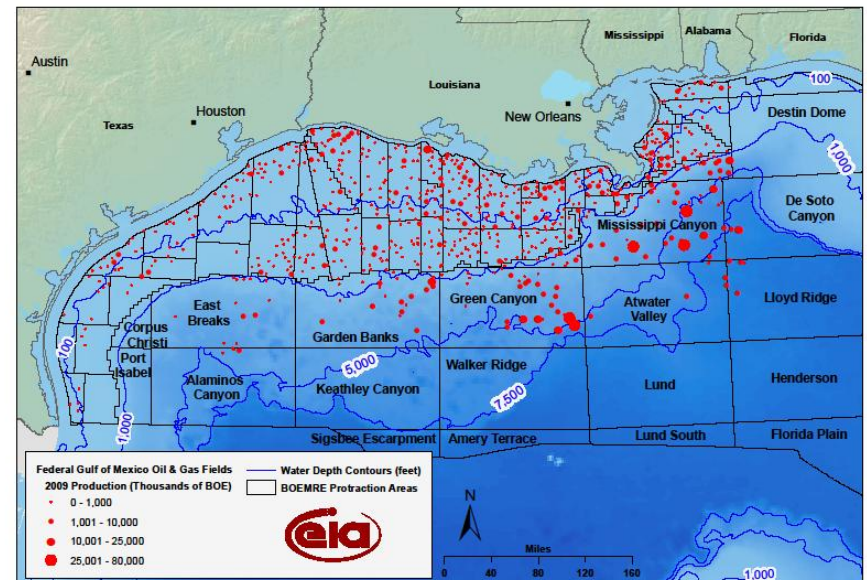 Mississippi
Alabama
Florida
Austin
Louisiana
100
Houston
New Orleans
Destin Dome
Texas
1,000
De Soto
Canyon
Mississippi Canyon
East
Breaks
Green Canyon
Atwater
Valley
Lloyd Ridge
Corpus
Christi
100
Garden Banks
Port
Isabel
5,000
Walker Ridge
Alaminos
Canyon
Keathley Canyon
7,500
Lund
Henderson
1,000
Sigsbee Escarpment
Amery Terrace
Lund South
Florida Plain
Federal Gulf of Mexico Oil & Gas Fields
2009 Production (Thousands of BOE)
0 - 1,000
1,001 - 10,000
10,001 - 25,000
25,001 - 80,000
Water Depth Contours (feet)
BOEMRE Protraction Areas
eia
N
Miles
0 40 80 120 160
1,000